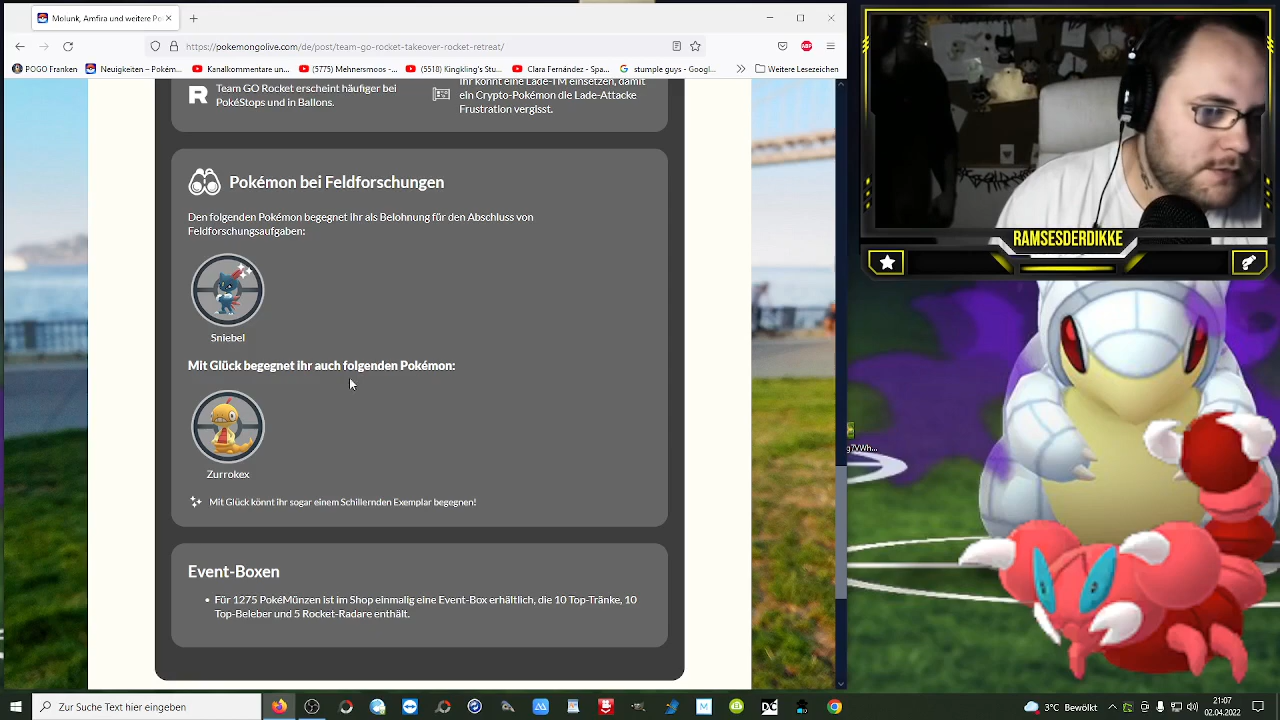 Molunk, Amfira und weitere Po
https://pokemongolive.com/de/post/team-go-rocket-takeover-rocket-retreat/
ABP
POGO Franken
Neuigkeiten – Pokém…
Kanalkommentare un…
(5775) Mehnersmoos -…
(5518) Kingkling's Stu…
Clara Fernández - Spa…
stumple guys - Googl…
Weitere Lesezeichen
Team GO Rocket erscheint häufiger bei
PokéStops und in Ballons.
Ihr könnt eine Lade-TM einsetzen, damit
ein Crypto-Pokémon die Lade-Attacke
Frustration vergisst.
Pokémon bei Feldforschungen
Den folgenden Pokémon begegnet ihr als Belohnung für den Abschluss von
Feldforschungsaufgaben:
Sniebel
Mit Glück begegnet ihr auch folgenden Pokémon:
Zurrokex
Mit Glück könnt ihr sogar einem Schillernden Exemplar begegnen!
Event-Boxen
• Für 1275 PokéMünzen ist im Shop einmalig eine Event-Box erhältlich, die 10 Top-Tränke, 10
Top-Beleber und 5 Rocket-Radare enthält.
RAMSESDERDIKKE
g7VWh...
Zur Suche Text hier eingeben
3°C Bewölkt
21:07
02.04.2022